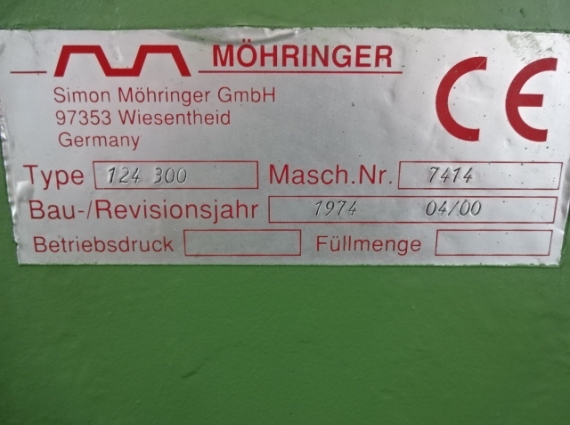 MÖHRINGER
Simon Möhringer GmbH
97353 Wiesentheid
Germany
CE
Type 124 300 Masch.Nr. 7414
Bau-/Revisionsjahr 1974 04/00
Betriebsdruck Füllmenge